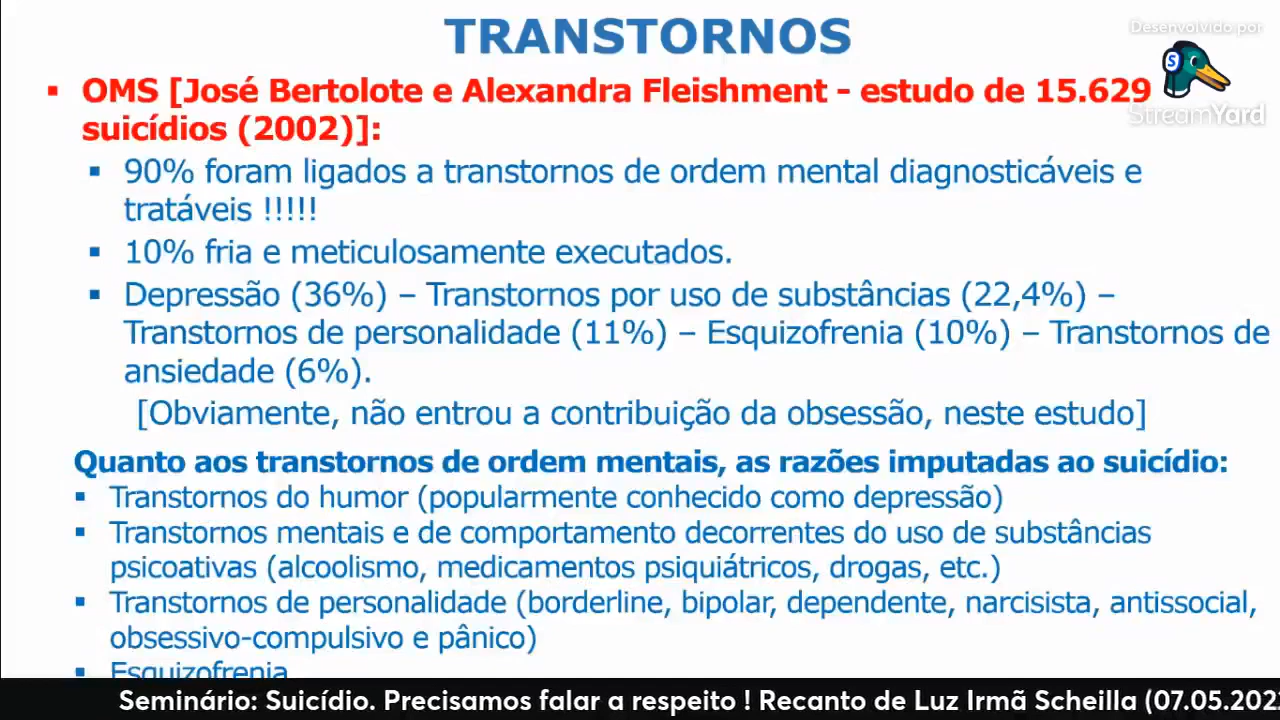 TRANSTORNOS
Desenvolvido por
S
StreamYard
▪ OMS [José Bertolote e Alexandra Fleishment - estudo de 15.629
suicídios (2002)]:
▪ 90% foram ligados a transtornos de ordem mental diagnosticáveis e
tratáveis !!!!!
▪ 10% fria e meticulosamente executados.
▪ Depressão (36%) – Transtornos por uso de substâncias (22,4%) –
Transtornos de personalidade (11%) – Esquizofrenia (10%) – Transtornos de
ansiedade (6%).
[Obviamente, não entrou a contribuição da obsessão, neste estudo]
Quanto aos transtornos de ordem mentais, as razões imputadas ao suicídio:
▪ Transtornos do humor (popularmente conhecido como depressão)
▪ Transtornos mentais e de comportamento decorrentes do uso de substâncias
psicoativas (alcoolismo, medicamentos psiquiátricos, drogas, etc.)
▪ Transtornos de personalidade (borderline, bipolar, dependente, narcisista, antissocial,
obsessivo-compulsivo e pânico)
▪ Esquizofrenia
Seminário: Suicídio. Precisamos falar a respeito ! Recanto de Luz Irmã Scheilla (07.05.202